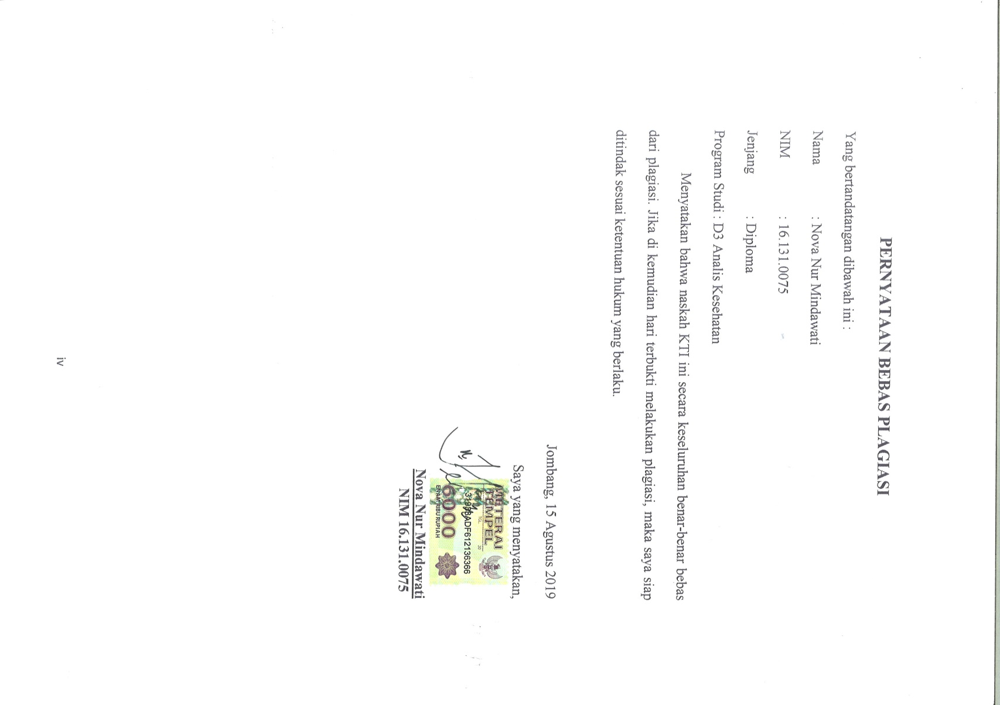 PERNYATAAN BEBAS PLAGIASI
Yang bertandatangan dibawah ini :
Nama : Nova Nur Mindawati
NIM : 16.131.0075
Jenjang : Diploma
Program Studi : D3 Analis Kesehatan
Menyatakan bahwa naskah KTI ini secara keseluruhan benar-benar bebas
dari plagiasi. Jika di kemudian hari terbukti melakukan plagiasi, maka saya siap
ditindak sesuai ketentuan hukum yang berlaku.
Jombang, 15 Agustus 2019
Saya yang menyatakan,
METERAI
TEMPEL
TGL 20
6000
ENAM RIBU RUPIAH
Nova Nur Mindawati
NIM 16.131.0075
iv